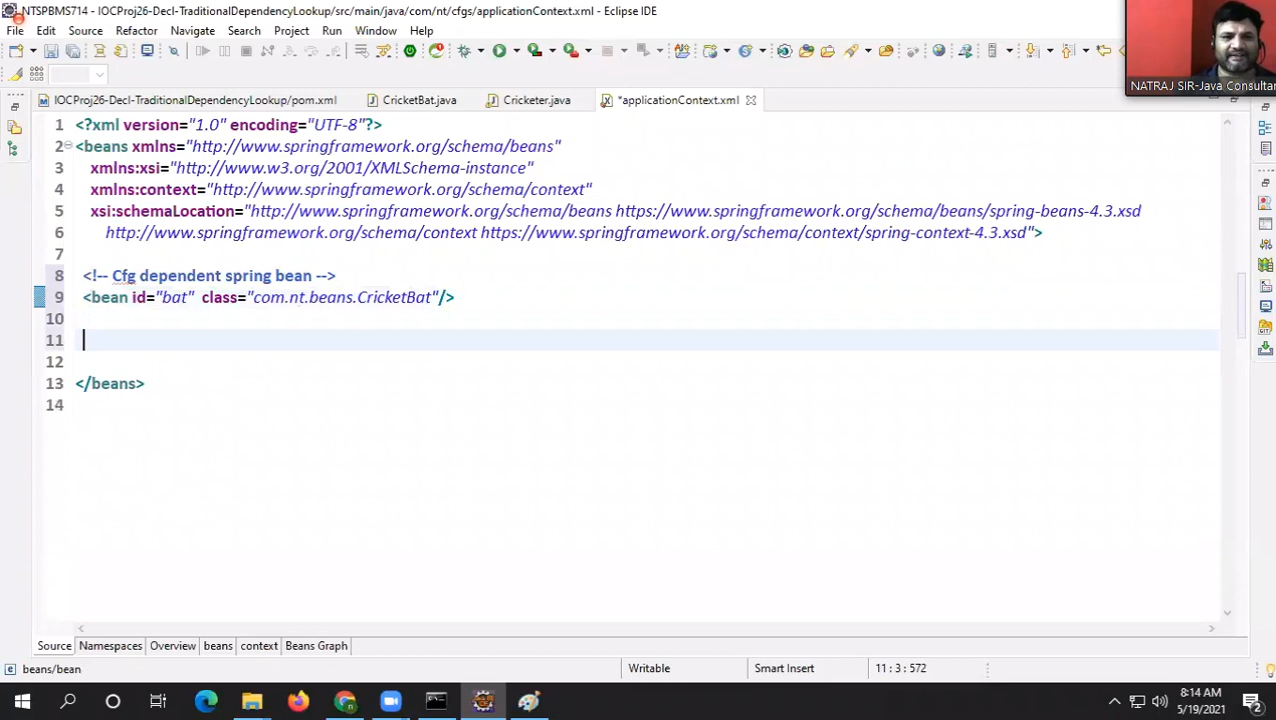 NTSPBMS714 - IOCProj26-Decl-TraditionalDependencyLookup/src/main/java/com/nt/cfgs/applicationContext.xml - Eclipse IDE
File Edit Source Refactor Navigate Search Project Run Window Help
NATRAJ SIR-Java Consultan
IOCProj26-Decl-TraditionalDependencyLookup/pom.xml CricketBat.java Cricketer.java *applicationContext.xml
1 <?xml version="1.0" encoding="UTF-8"?>
2 <beans xmlns="http://www.springframework.org/schema/beans"
3 xmlns:xsi="http://www.w3.org/2001/XMLSchema-instance"
4 xmlns:context="http://www.springframework.org/schema/context"
5 xsi:schemaLocation="http://www.springframework.org/schema/beans https://www.springframework.org/schema/beans/spring-beans-4.3.xsd
6 http://www.springframework.org/schema/context https://www.springframework.org/schema/context/spring-context-4.3.xsd">
7
8 <!-- Cfg dependent spring bean -->
9 <bean id="bat" class="com.nt.beans.CricketBat"/>
10
11
12
13 </beans>
14
Source Namespaces Overview beans context Beans Graph
beans/bean Writable Smart Insert 11 : 3 : 572
8:14 AM
5/19/2021
2